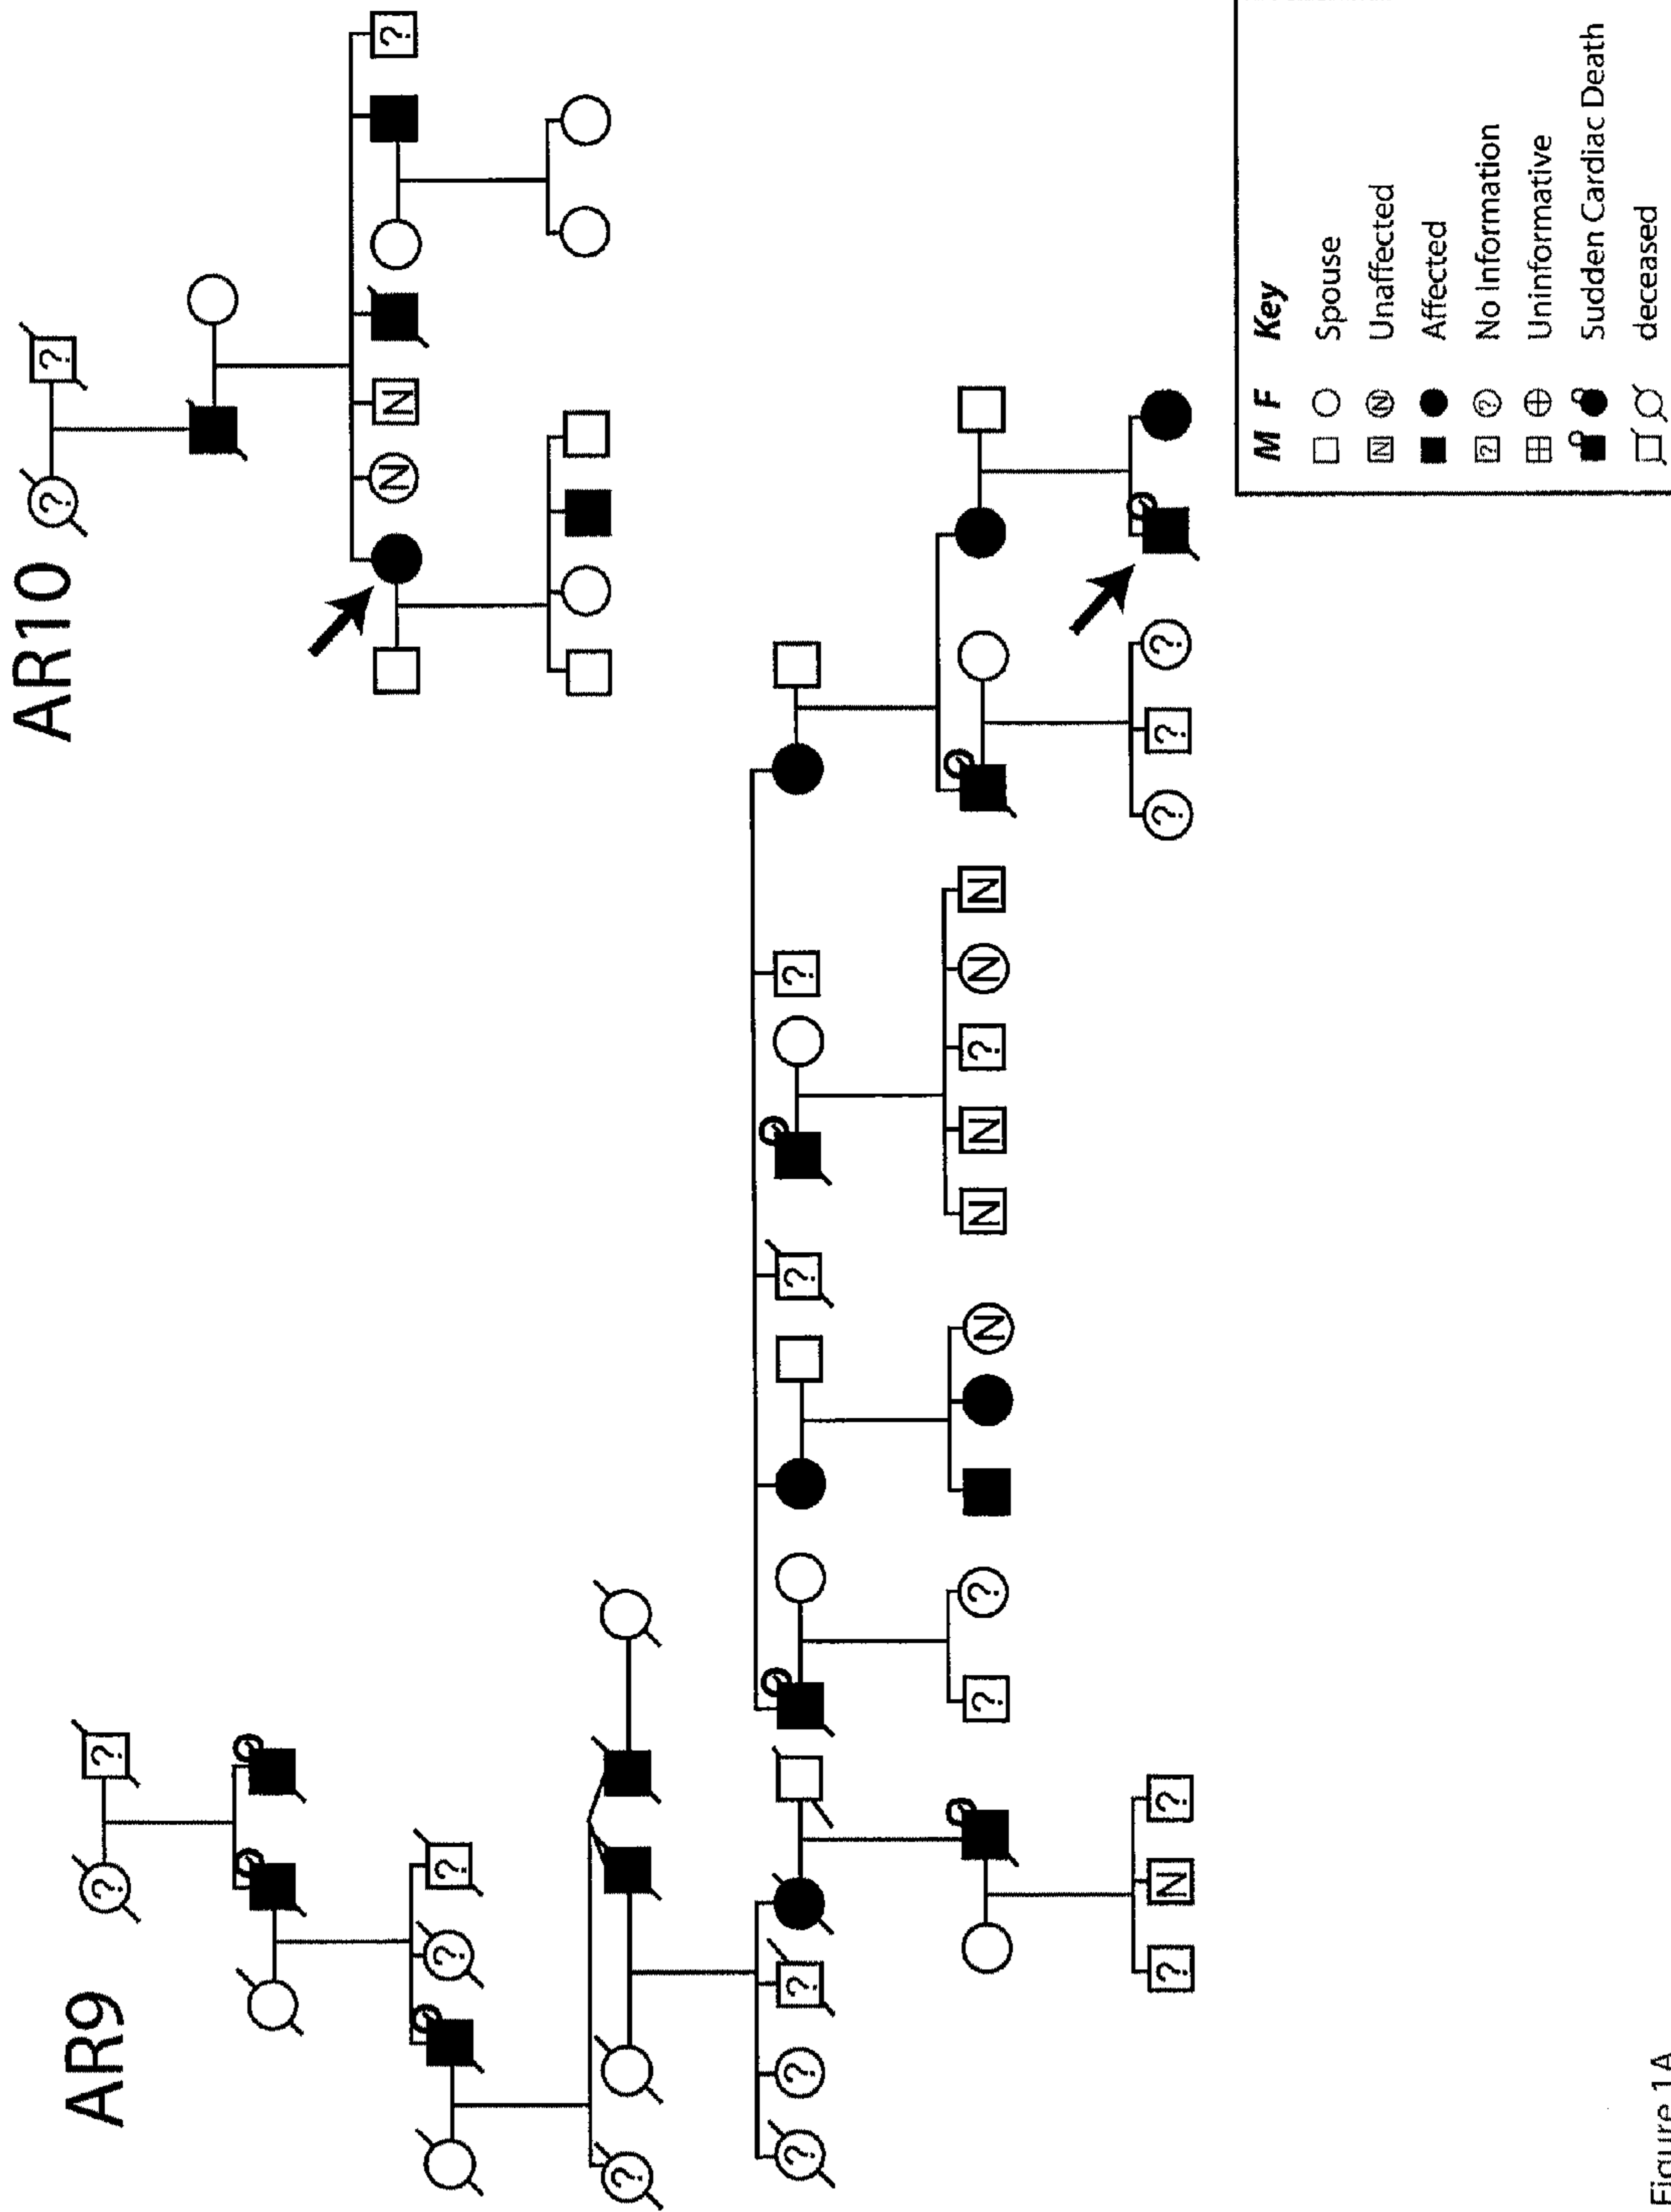 AR9
? ?
? ?
?
? ? ? ? ?
? ? N N N ? N N
? N ? ? ? ?
AR10
? ?
N N ?
M F Key
Spouse
N N Unaffected
Affected
? ? No Information
Uninformative
Sudden Cardiac Death
deceased
Figure 1A